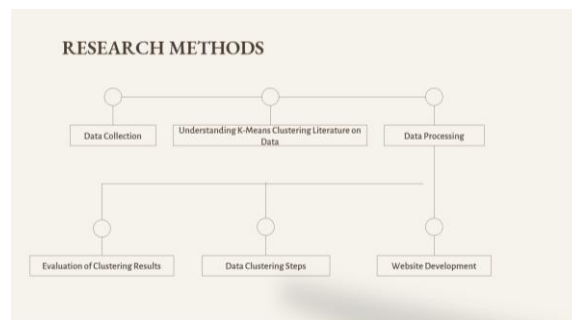 RESEARCH METHODS
Data Collection
Understanding K-Means Clustering Literature on
Data
Data Processing
Evaluation of Clustering Results
Data Clustering Steps
Website Development